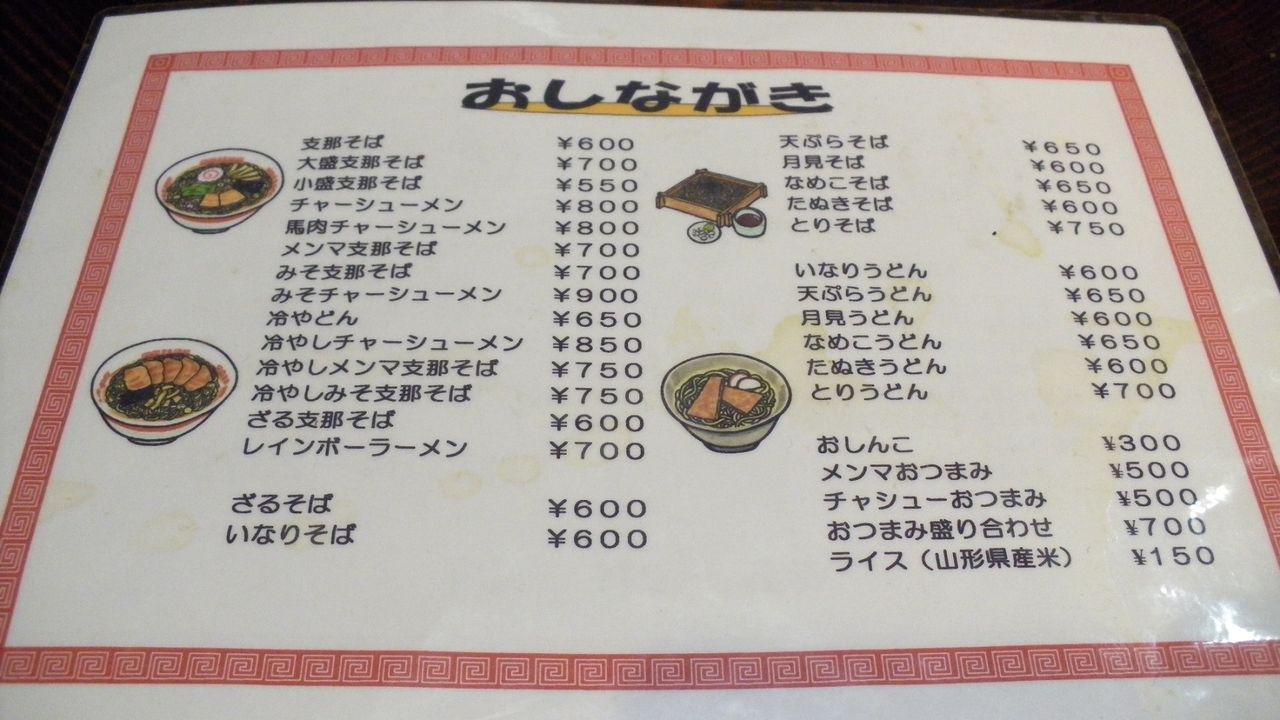 おしながき
支那そば ¥600
大盛支那そば ¥700
小盛支那そば ¥550
チャーシューメン ¥800
馬肉チャーシューメン ¥800
メンマ支那そば ¥700
みそ支那そば ¥700
みそチャーシューメン ¥900
冷やどん ¥650
冷やしチャーシューメン ¥850
冷やしメンマ支那そば ¥750
冷やしみそ支那そば ¥750
ざる支那そば ¥600
レインボーラーメン ¥700
ざるそば ¥600
いなりそば ¥600
天ぷらそば ¥650
月見そば ¥600
なめこそば ¥650
たぬきそば ¥600
とりそば ¥750
いなりうどん ¥600
天ぷらうどん ¥650
月見うどん ¥600
なめこうどん ¥650
たぬきうどん ¥600
とりうどん ¥700
おしんこ ¥300
メンマおつまみ ¥500
チャシューおつまみ ¥500
おつまみ盛り合わせ ¥700
ライス（山形県産米） ¥150